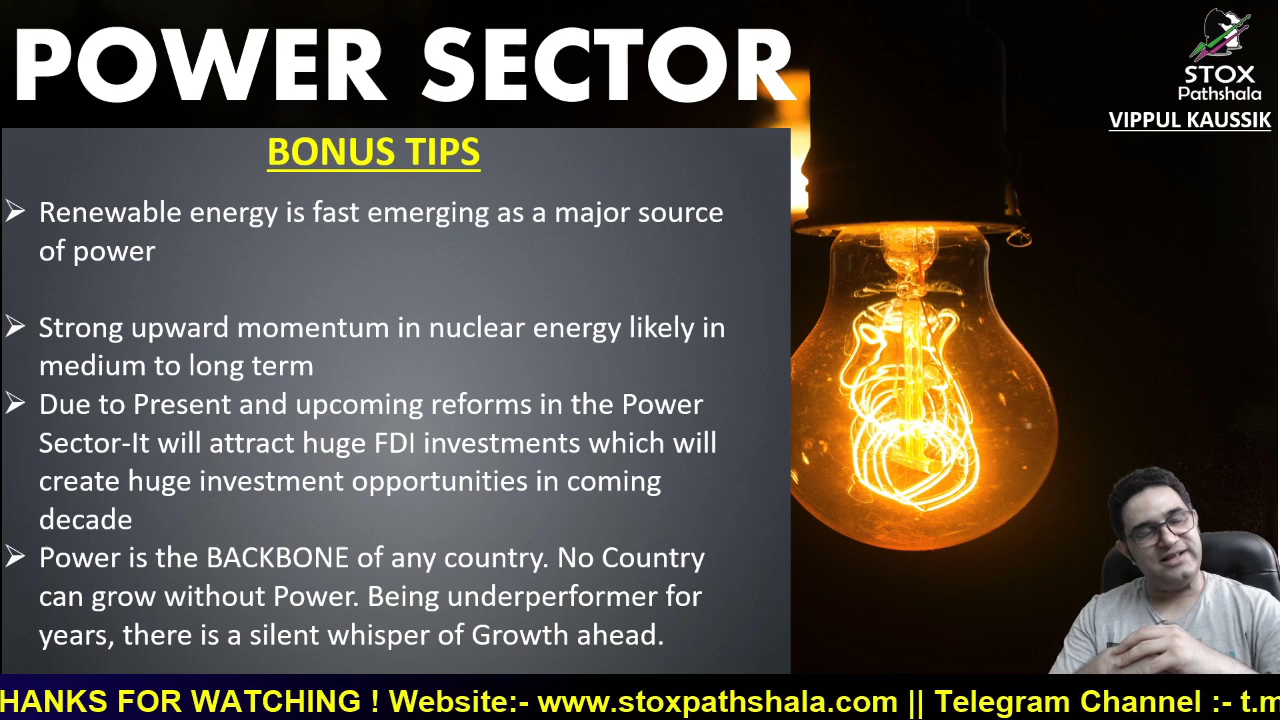 POWER SECTOR
STOX
Pathshala
VIPPUL KAUSSIK
BONUS TIPS
Renewable energy is fast emerging as a major source
of power
Strong upward momentum in nuclear energy likely in
medium to long term
Due to Present and upcoming reforms in the Power
Sector-It will attract huge FDI investments which will
create huge investment opportunities in coming
decade
Power is the BACKBONE of any country. No Country
can grow without Power. Being underperformer for
years, there is a silent whisper of Growth ahead.
HANKS FOR WATCHING ! Website:- www.stoxpathshala.com || Telegram Channel :- t.m